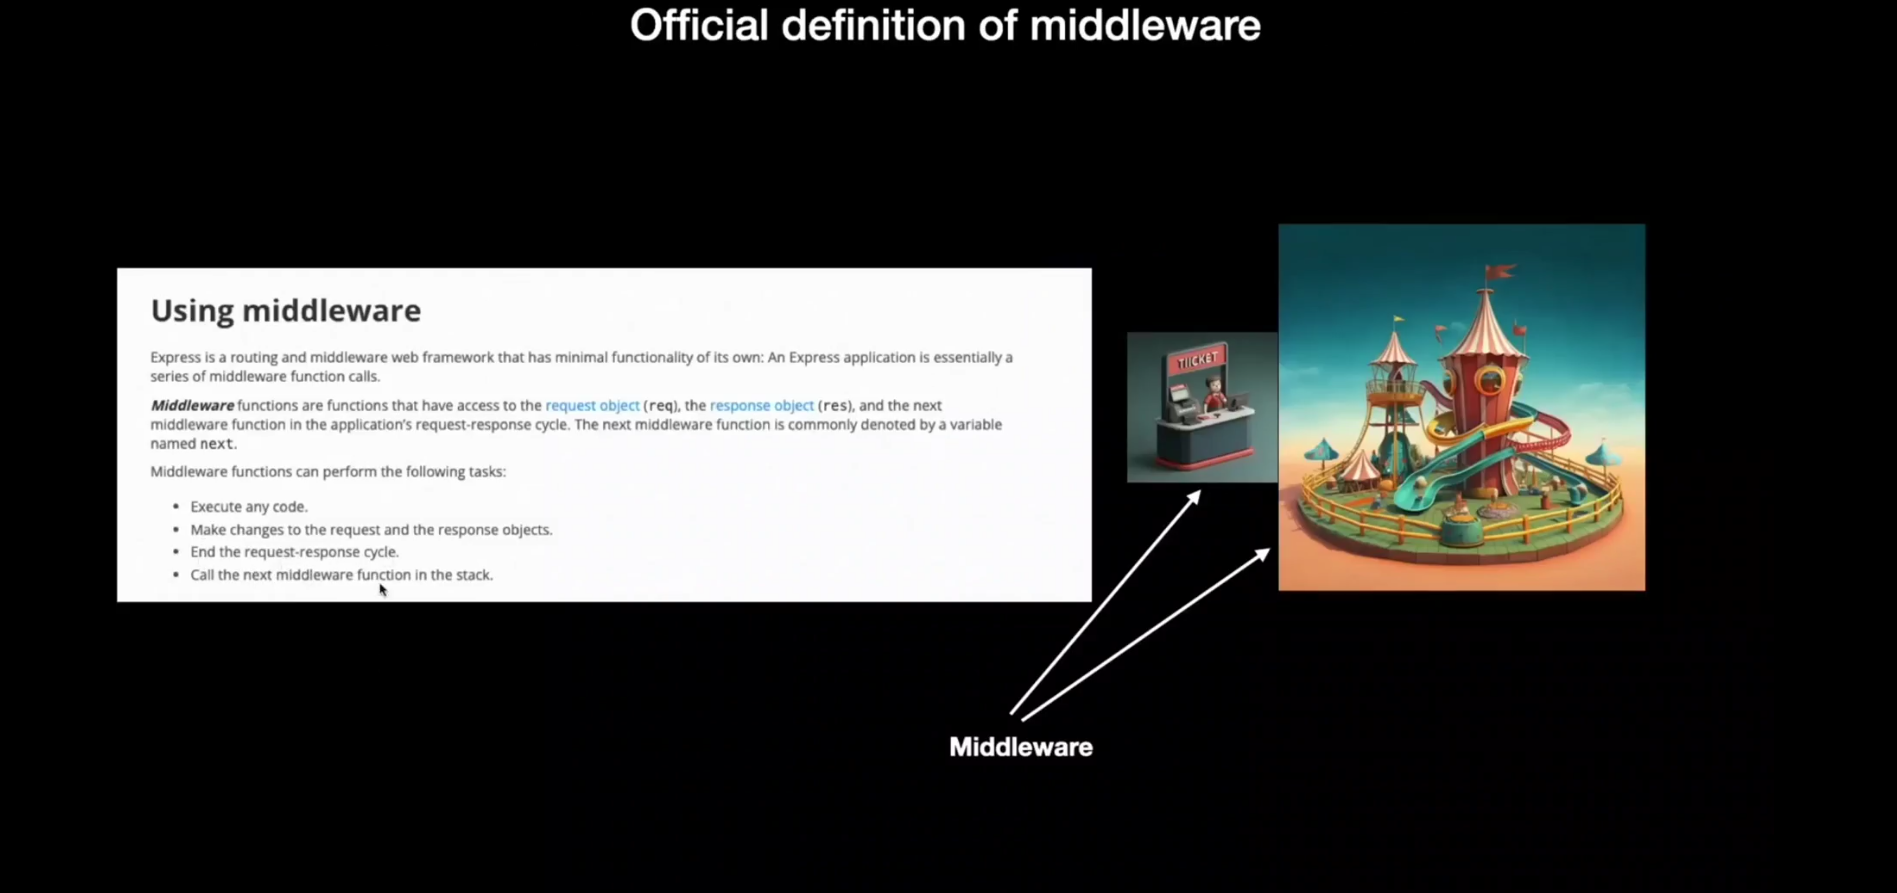 Official definition of middleware
Using middleware
Express is a routing and middleware web framework that has minimal functionality of its own: An Express application is essentially a
series of middleware function calls.
Middleware functions are functions that have access to the request object (req), the response object (res), and the next
middleware function in the application's request-response cycle. The next middleware function is commonly denoted by a variable
named next.
Middleware functions can perform the following tasks:
• Execute any code.
• Make changes to the request and the response objects.
• End the request-response cycle.
• Call the next middleware function in the stack.
TIICKET
Middleware